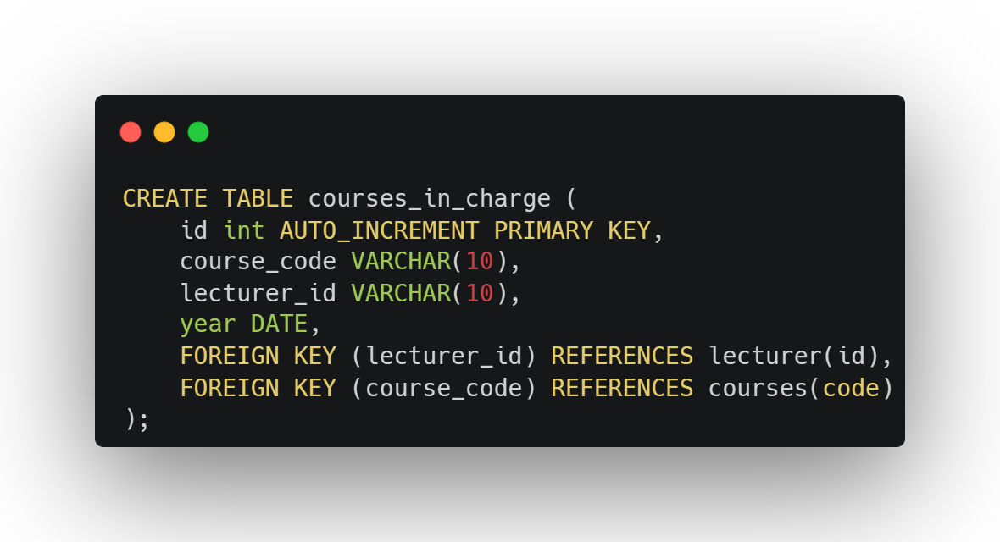 CREATE TABLE courses_in_charge (
    id int AUTO_INCREMENT PRIMARY KEY,
    course_code VARCHAR(10),
    lecturer_id VARCHAR(10),
    year DATE,
    FOREIGN KEY (lecturer_id) REFERENCES lecturer(id),
    FOREIGN KEY (course_code) REFERENCES courses(code)
);